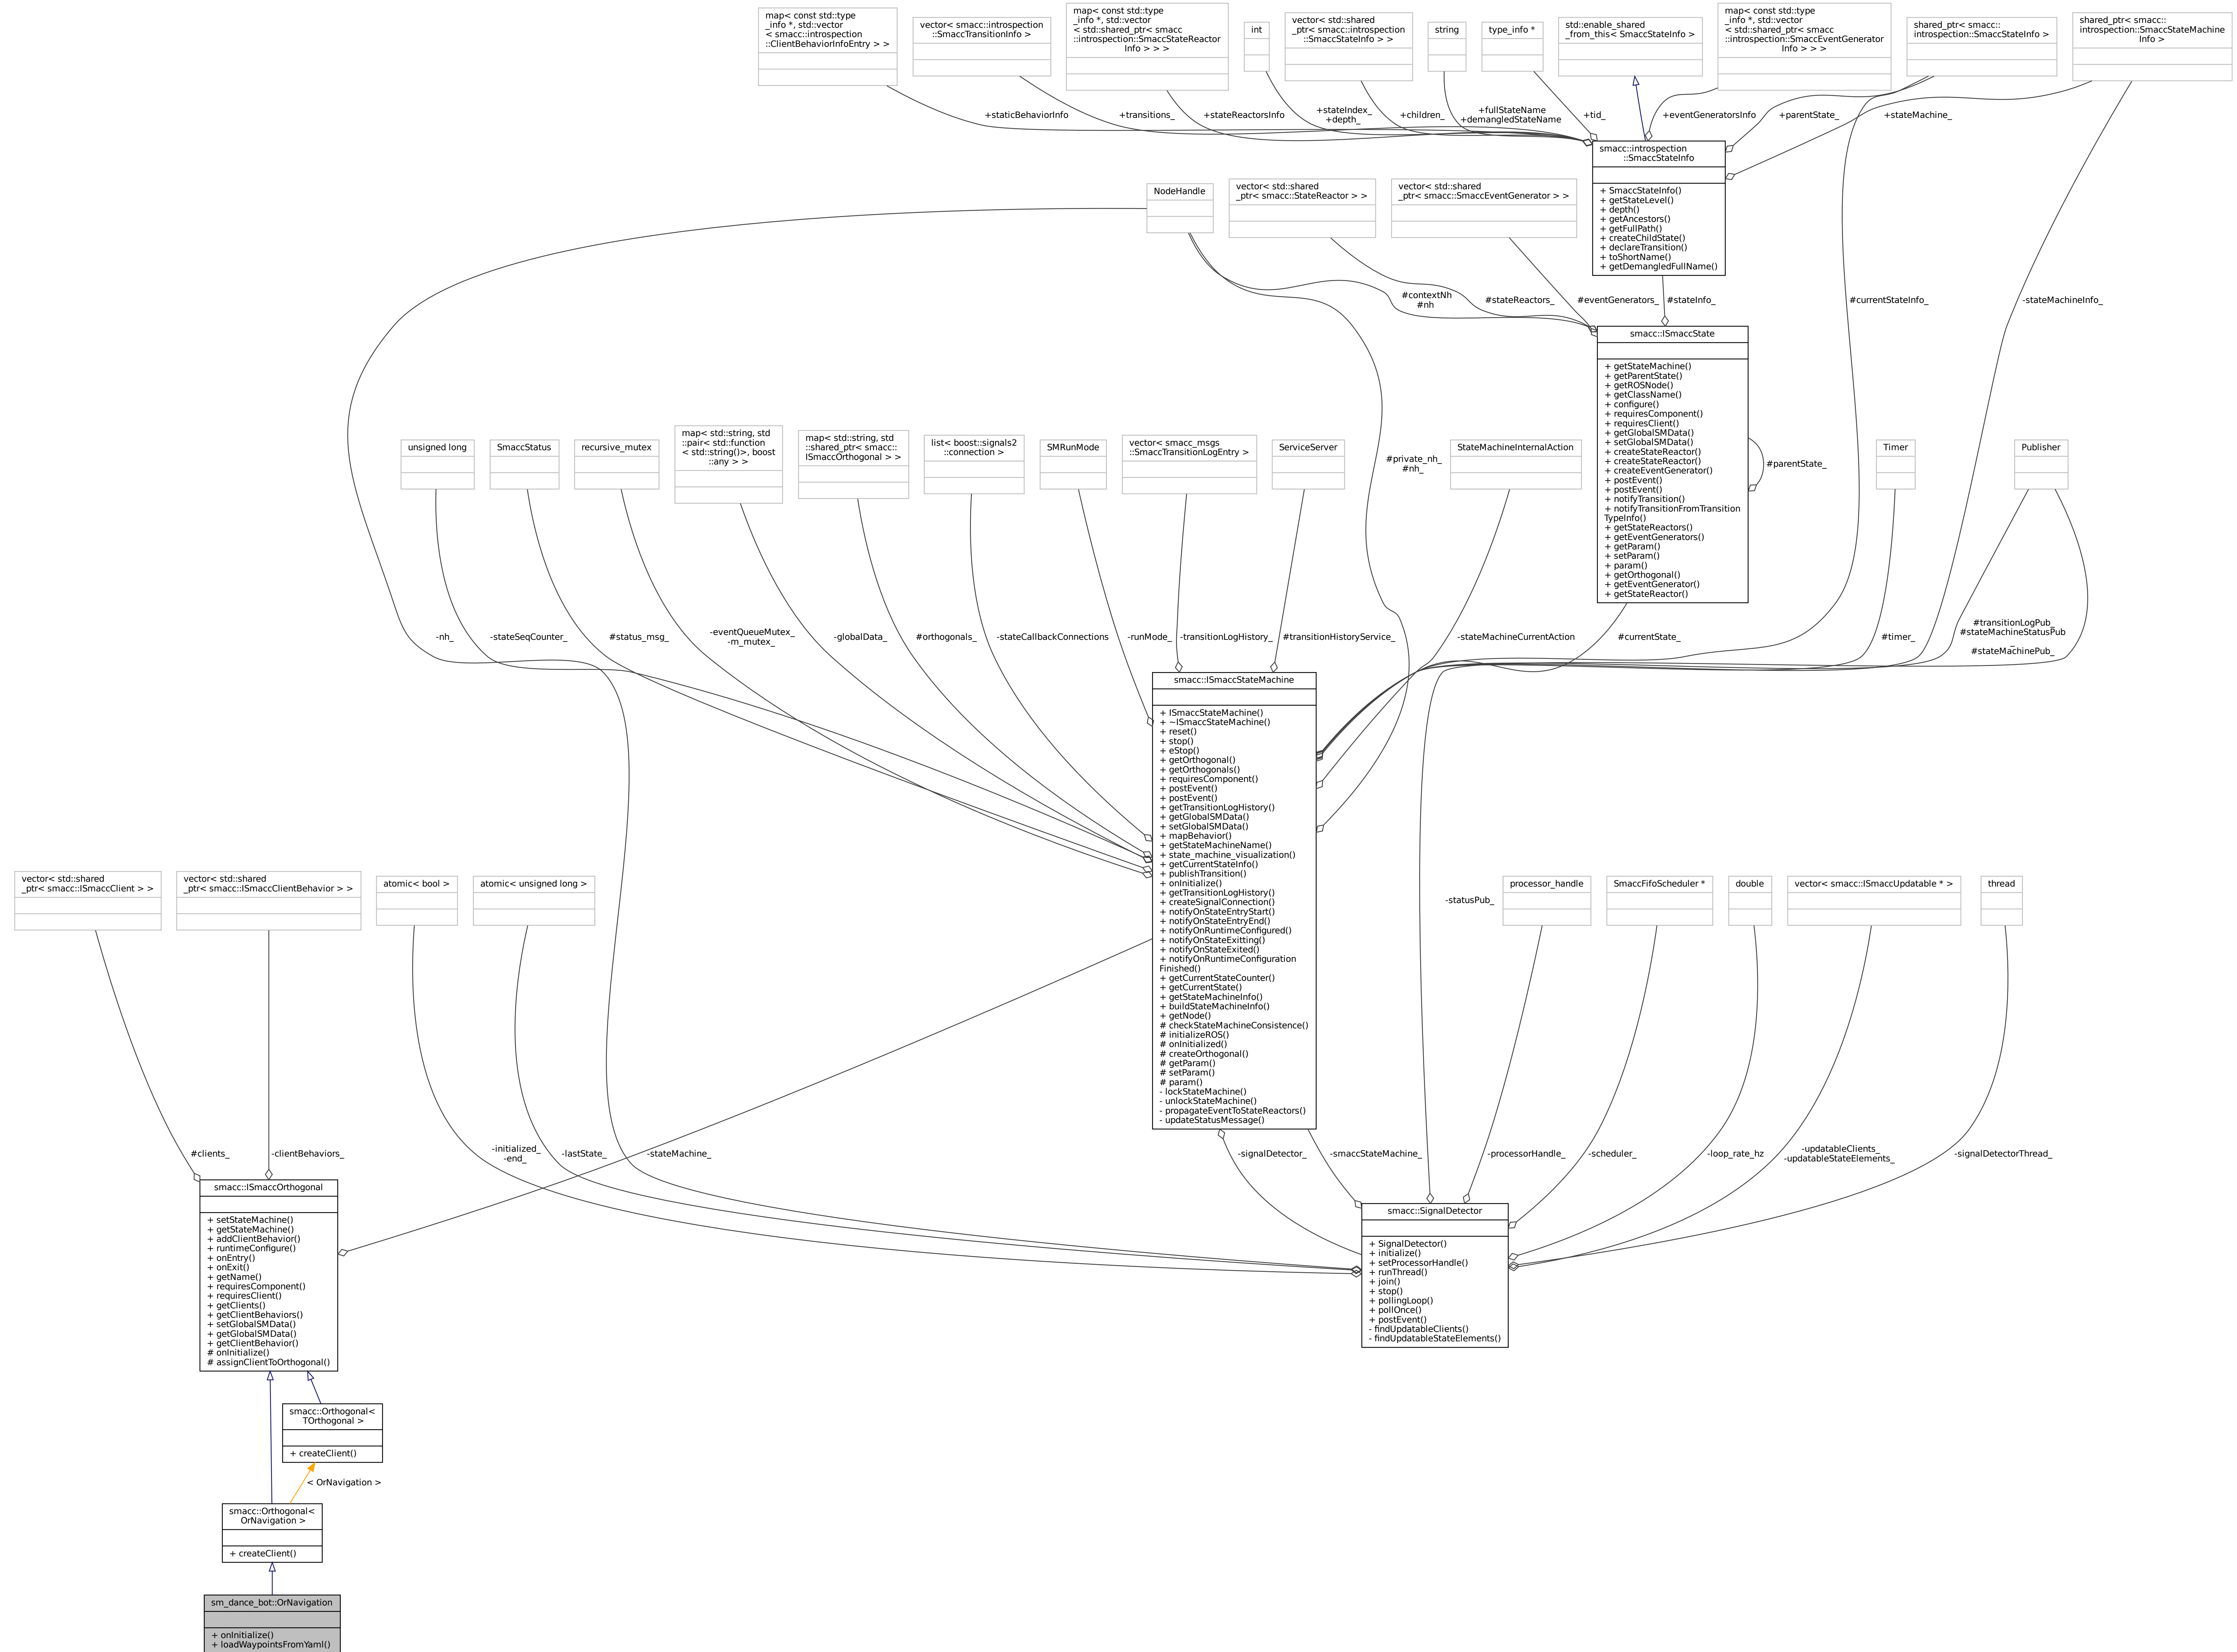 map< const std::type
_info *, std::vector
< smacc::introspection
::ClientBehaviorInfoEntry > >
vector< smacc::introspection
::SmaccTransitionInfo >
map< const std::type
_info *, std::vector
< std::shared_ptr< smacc
::introspection::SmaccStateReactor
Info > > >
int
vector< std::shared
_ptr< smacc::introspection
::SmaccStateInfo > >
string
type_info *
std::enable_shared
_from_this< SmaccStateInfo >
map< const std::type
_info *, std::vector
< std::shared_ptr< smacc
::introspection::SmaccEventGenerator
Info > > >
shared_ptr< smacc::
introspection::SmaccStateInfo >
shared_ptr< smacc::
introspection::SmaccStateMachine
Info >
+staticBehaviorInfo
+transitions_
+stateReactorsInfo
+stateIndex_
+depth_
+children_
+fullStateName
+demangledStateName
+tid_
+eventGeneratorsInfo
+parentState_
+stateMachine_
smacc::introspection
::SmaccStateInfo
+ SmaccStateInfo()
+ getStateLevel()
+ depth()
+ getAncestors()
+ getFullPath()
+ createChildState()
+ declareTransition()
+ toShortName()
+ getDemangledFullName()
NodeHandle
vector< std::shared
_ptr< smacc::StateReactor > >
vector< std::shared
_ptr< smacc::SmaccEventGenerator > >
#contextNh
#nh
#stateReactors_
#eventGenerators_
#stateInfo_
#currentStateInfo_
-stateMachineInfo_
smacc::ISmaccState
+ getStateMachine()
+ getParentState()
+ getROSNode()
+ getClassName()
+ configure()
+ requiresComponent()
+ requiresClient()
+ getGlobalSMData()
+ setGlobalSMData()
+ createStateReactor()
+ createStateReactor()
+ createEventGenerator()
+ postEvent()
+ postEvent()
+ notifyTransition()
+ notifyTransitionFromTransition
TypeInfo()
+ getStateReactors()
+ getEventGenerators()
+ getParam()
+ setParam()
+ param()
+ getOrthogonal()
+ getEventGenerator()
+ getStateReactor()
#parentState_
unsigned long
SmaccStatus
recursive_mutex
map< std::string, std
::pair< std::function
< std::string()>, boost
::any > >
map< std::string, std
::shared_ptr< smacc::
ISmaccOrthogonal > >
list< boost::signals2
::connection >
SMRunMode
vector< smacc_msgs
::SmaccTransitionLogEntry >
ServiceServer
#private_nh_
#nh_
StateMachineInternalAction
Timer
Publisher
-nh_
-stateSeqCounter_
#status_msg_
-eventQueueMutex_
-m_mutex_
-globalData_
#orthogonals_
-stateCallbackConnections
-runMode_
-transitionLogHistory_
#transitionHistoryService_
-stateMachineCurrentAction
#currentState_
#timer_
#transitionLogPub_
#stateMachineStatusPub
_
#stateMachinePub_
smacc::ISmaccStateMachine
+ ISmaccStateMachine()
+ ~ISmaccStateMachine()
+ reset()
+ stop()
+ eStop()
+ getOrthogonal()
+ getOrthogonals()
+ requiresComponent()
+ postEvent()
+ postEvent()
+ getTransitionLogHistory()
+ getGlobalSMData()
+ setGlobalSMData()
+ mapBehavior()
+ getStateMachineName()
+ state_machine_visualization()
+ getCurrentStateInfo()
+ publishTransition()
+ onInitialize()
+ getTransitionLogHistory()
+ createSignalConnection()
+ notifyOnStateEntryStart()
+ notifyOnStateEntryEnd()
+ notifyOnRuntimeConfigured()
+ notifyOnStateExitting()
+ notifyOnStateExited()
+ notifyOnRuntimeConfiguration
Finished()
+ getCurrentStateCounter()
+ getCurrentState()
+ getStateMachineInfo()
+ buildStateMachineInfo()
+ getNode()
# checkStateMachineConsistence()
# initializeROS()
# onInitialized()
# createOrthogonal()
# getParam()
# setParam()
# param()
- lockStateMachine()
- unlockStateMachine()
- propagateEventToStateReactors()
- updateStatusMessage()
vector< std::shared
_ptr< smacc::ISmaccClient > >
vector< std::shared
_ptr< smacc::ISmaccClientBehavior > >
atomic< bool >
atomic< unsigned long >
-statusPub_
processor_handle
SmaccFifoScheduler *
double
vector< smacc::ISmaccUpdatable * >
thread
#clients_
-clientBehaviors_
-initialized_
-end_
-lastState_
-stateMachine_
-signalDetector_
-smaccStateMachine_
-processorHandle_
-scheduler_
-loop_rate_hz
-updatableClients_
-updatableStateElements_
-signalDetectorThread_
smacc::ISmaccOrthogonal
+ setStateMachine()
+ getStateMachine()
+ addClientBehavior()
+ runtimeConfigure()
+ onEntry()
+ onExit()
+ getName()
+ requiresComponent()
+ requiresClient()
+ getClients()
+ getClientBehaviors()
+ setGlobalSMData()
+ getGlobalSMData()
+ getClientBehavior()
# onInitialize()
# assignClientToOrthogonal()
smacc::SignalDetector
+ SignalDetector()
+ initialize()
+ setProcessorHandle()
+ runThread()
+ join()
+ stop()
+ pollingLoop()
+ pollOnce()
+ postEvent()
- findUpdatableClients()
- findUpdatableStateElements()
smacc::Orthogonal<
TOrthogonal >
+ createClient()
< OrNavigation >
smacc::Orthogonal<
OrNavigation >
+ createClient()
sm_dance_bot::OrNavigation
+ onInitialize()
+ loadWaypointsFromYaml()